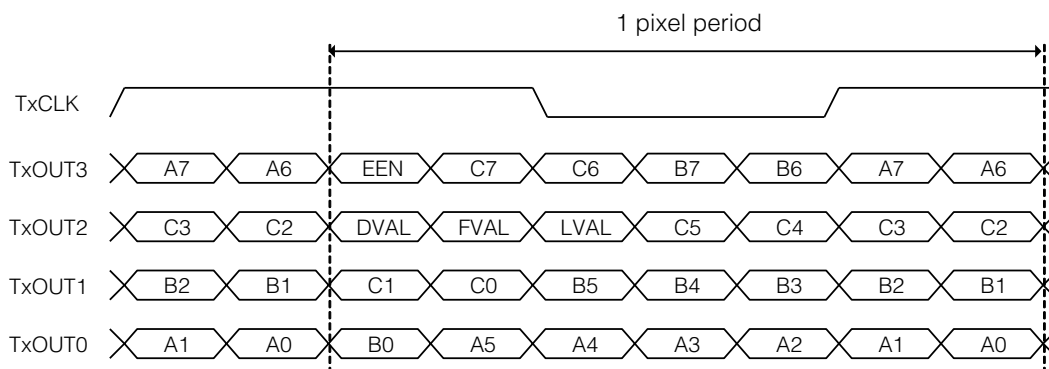 1 pixel period
TxCLK
TxOUT3 A7 A6 EEN C7 C6 B7 B6 A7 A6
TxOUT2 C3 C2 DVAL FVAL LVAL C5 C4 C3 C2
TxOUT1 B2 B1 C1 C0 B5 B4 B3 B2 B1
TxOUT0 A1 A0 B0 A5 A4 A3 A2 A1 A0